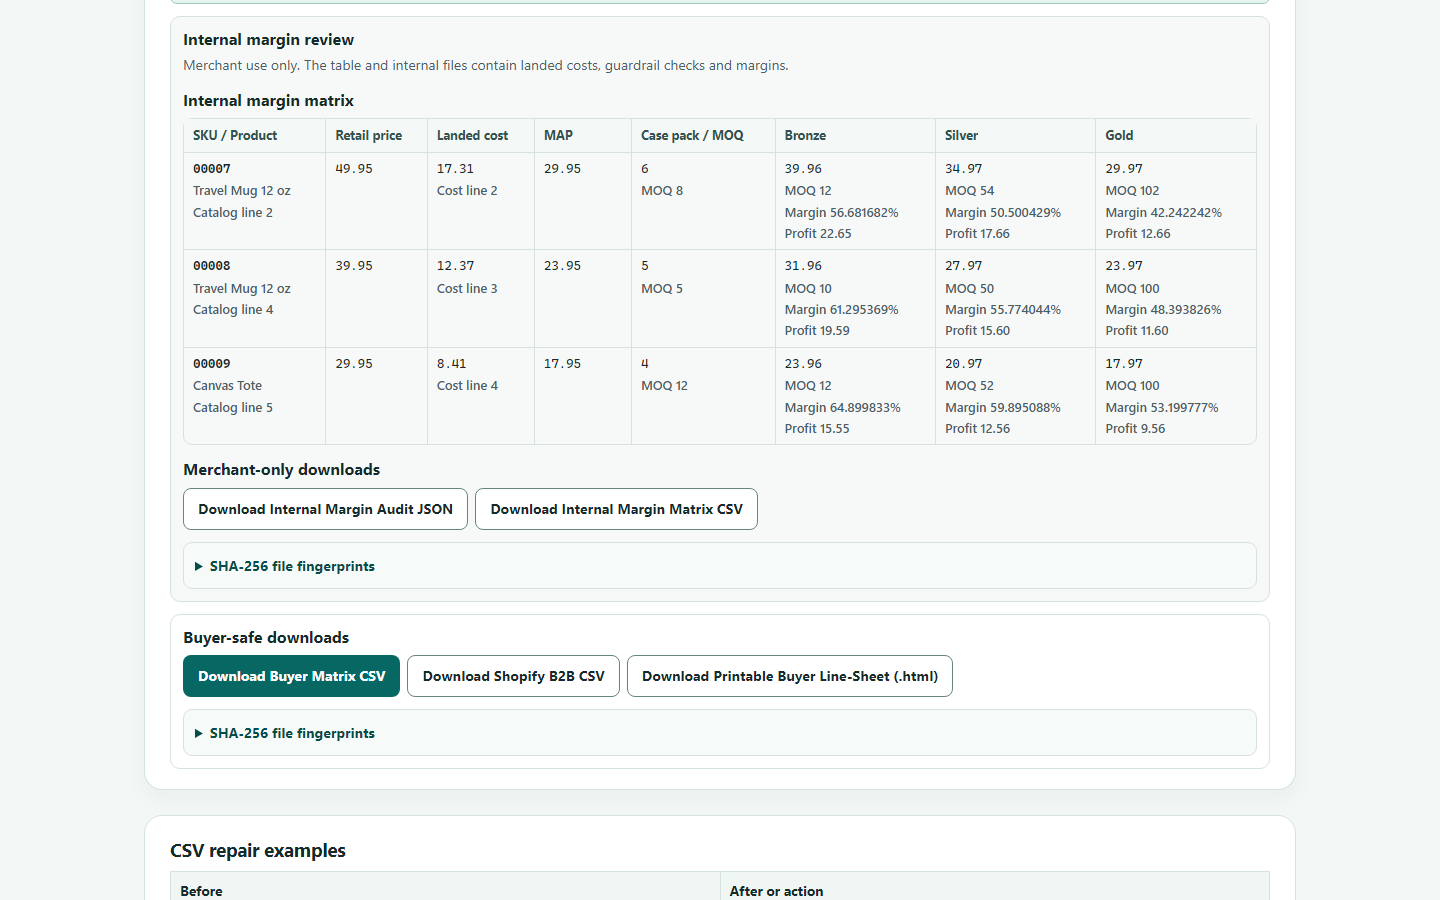 Internal margin review
Merchant use only. The table and internal files contain landed costs, guardrail checks and margins.
Internal margin matrix
SKU / Product Retail price Landed cost MAP Case pack / MOQ Bronze Silver Gold
00007 49.95 17.31 29.95 6 39.96 34.97 29.97
Travel Mug 12 oz Cost line 2 MOQ 8 MOQ 12 MOQ 54 MOQ 102
Catalog line 2 Margin 56.681682% Margin 50.500429% Margin 42.242242%
Profit 22.65 Profit 17.66 Profit 12.66
00008 39.95 12.37 23.95 5 31.96 27.97 23.97
Travel Mug 12 oz Cost line 3 MOQ 5 MOQ 10 MOQ 50 MOQ 100
Catalog line 4 Margin 61.295369% Margin 55.774044% Margin 48.393826%
Profit 19.59 Profit 15.60 Profit 11.60
00009 29.95 8.41 17.95 4 23.96 20.97 17.97
Canvas Tote Cost line 4 MOQ 12 MOQ 12 MOQ 52 MOQ 100
Catalog line 5 Margin 64.899833% Margin 59.895088% Margin 53.199777%
Profit 15.55 Profit 12.56 Profit 9.56
Merchant-only downloads
Download Internal Margin Audit JSON Download Internal Margin Matrix CSV
SHA-256 file fingerprints
Buyer-safe downloads
Download Buyer Matrix CSV Download Shopify B2B CSV Download Printable Buyer Line-Sheet (.html)
SHA-256 file fingerprints
CSV repair examples
Before After or action